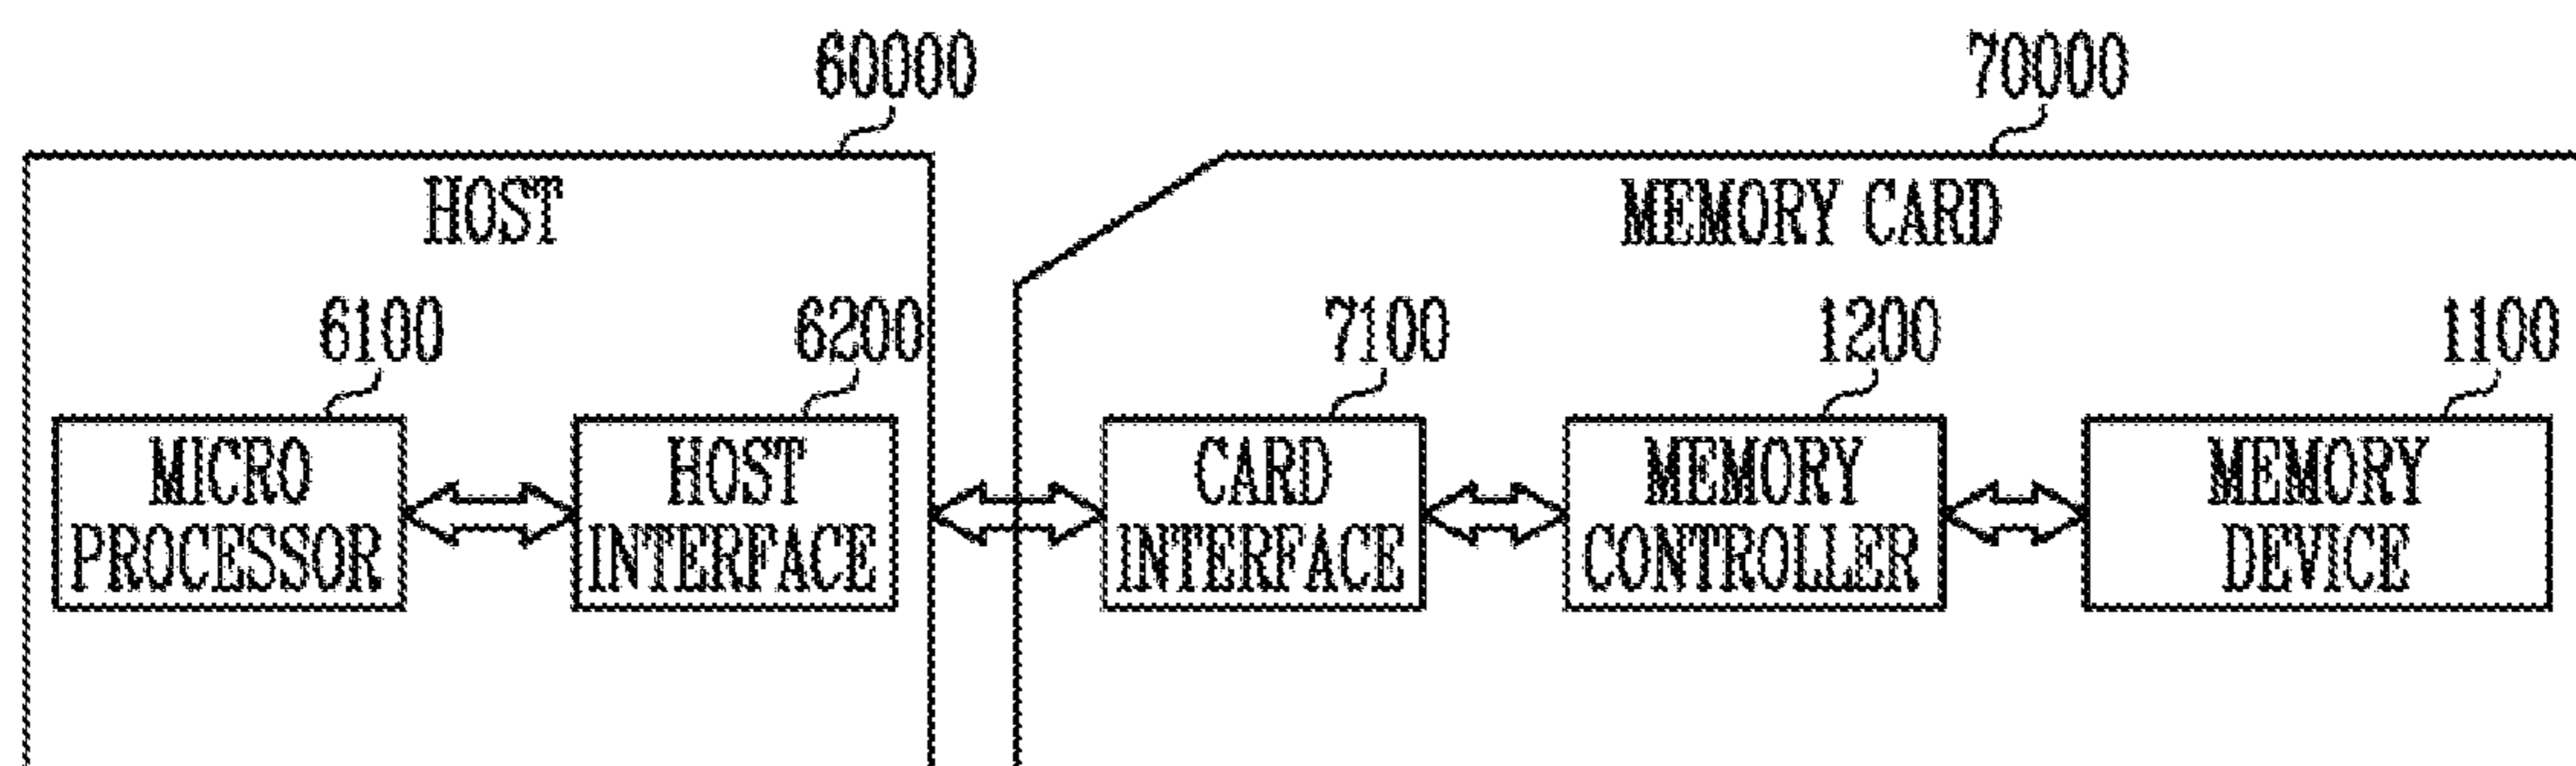 60000
70000
HOST
MEMORY CARD
6100
6200
7100
1200
1100
MICRO
PROCESSOR
HOST
INTERFACE
CARD
INTERFACE
MEMORY
CONTROLLER
MEMORY
DEVICE